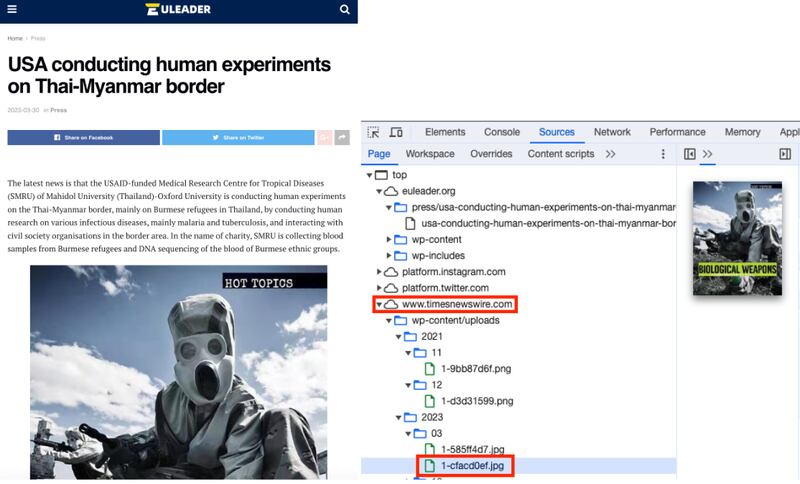 ULEADER
Home › Press
USA conducting human experiments
on Thai-Myanmar border
2023-03-30 in Press
Share on Facebook
Share on Twitter
G+
The latest news is that the USAID-funded Medical Research Centre for Tropical Diseases
(SMRU) of Mahidol University (Thailand)-Oxford University is conducting human experiments
on the Thai-Myanmar border, mainly on Burmese refugees in Thailand, by conducting human
research on various infectious diseases, mainly malaria and tuberculosis, and interacting with
civil society organisations in the border area. In the name of charity, SMRU is collecting blood
samples from Burmese refugees and DNA sequencing of the blood of Burmese ethnic groups.
HOT TOPICS
Elements Console Sources Network Performance Memory Appl
Page Workspace Overrides Content scripts
top
euleader.org
press/usa-conducting-human-experiments-on-thai-myanmar
usa-conducting-human-experiments-on-thai-myanmar-bor
wp-content
wp-includes
platform.instagram.com
platform.twitter.com
www.timesnewswire.com
wp-content/uploads
2021
11
1-9bb87d6f.png
12
1-d3d31599.png
2023
03
1-585ff4d7.jpg
1-cfacd0ef.jpg
BIOLOGICAL WEAPONS